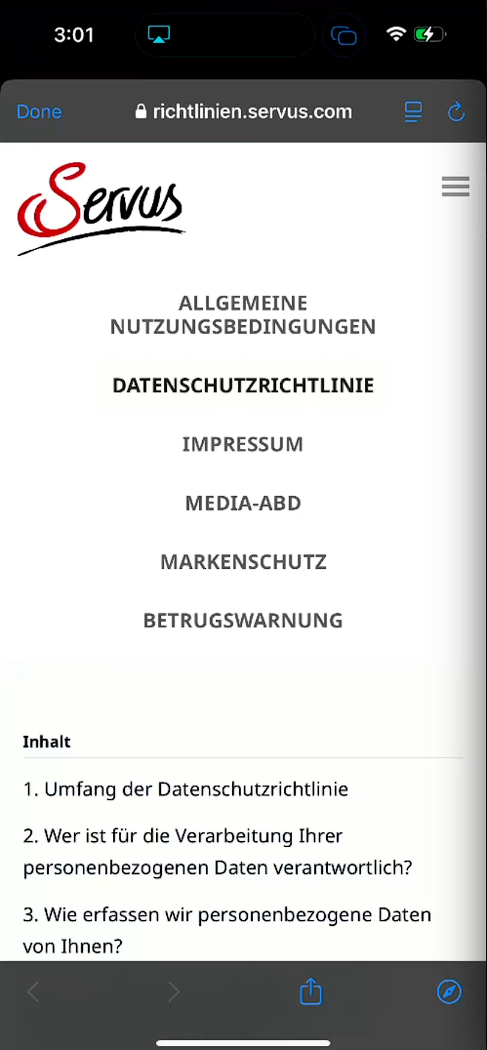 3:01
Done
richtlinien.servus.com
Servus
ALLGEMEINE
NUTZUNGSBEDINGUNGEN
DATENSCHUTZRICHTLINIE
IMPRESSUM
MEDIA-ABD
MARKENSCHUTZ
BETRUGSWARNUNG
Inhalt
1. Umfang der Datenschutzrichtlinie
2. Wer ist für die Verarbeitung Ihrer
personenbezogenen Daten verantwortlich?
3. Wie erfassen wir personenbezogene Daten
von Ihnen?